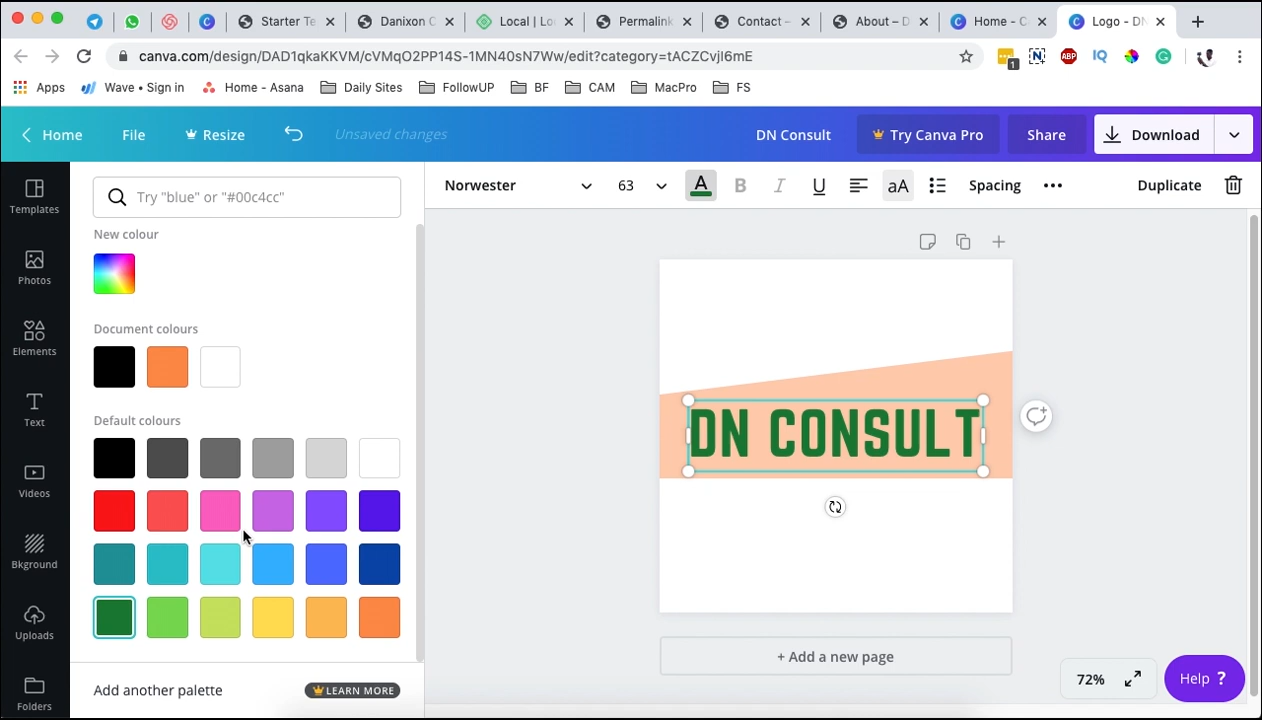 Starter Te
Danixon C
Local | Lo
Permalink
Contact –
About – D
Home - C
Logo - DN
canva.com/design/DAD1qkaKKVM/cVMqO2PP14S-1MN40sN7Ww/edit?category=tACZCvjI6mE
1
ABP
IQ
Apps
Wave • Sign in
Home - Asana
Daily Sites
FollowUP
BF
CAM
MacPro
FS
Home
File
Resize
Unsaved changes
DN Consult
Try Canva Pro
Share
Download
Norwester
63
A
B
I
U
aA
Spacing
Duplicate
Templates
Photos
Elements
Text
Videos
Bkground
Uploads
Folders
Try "blue" or "#00c4cc"
New colour
Document colours
Default colours
Add another palette
LEARN MORE
DN CONSULT
+ Add a new page
72%
Help ?